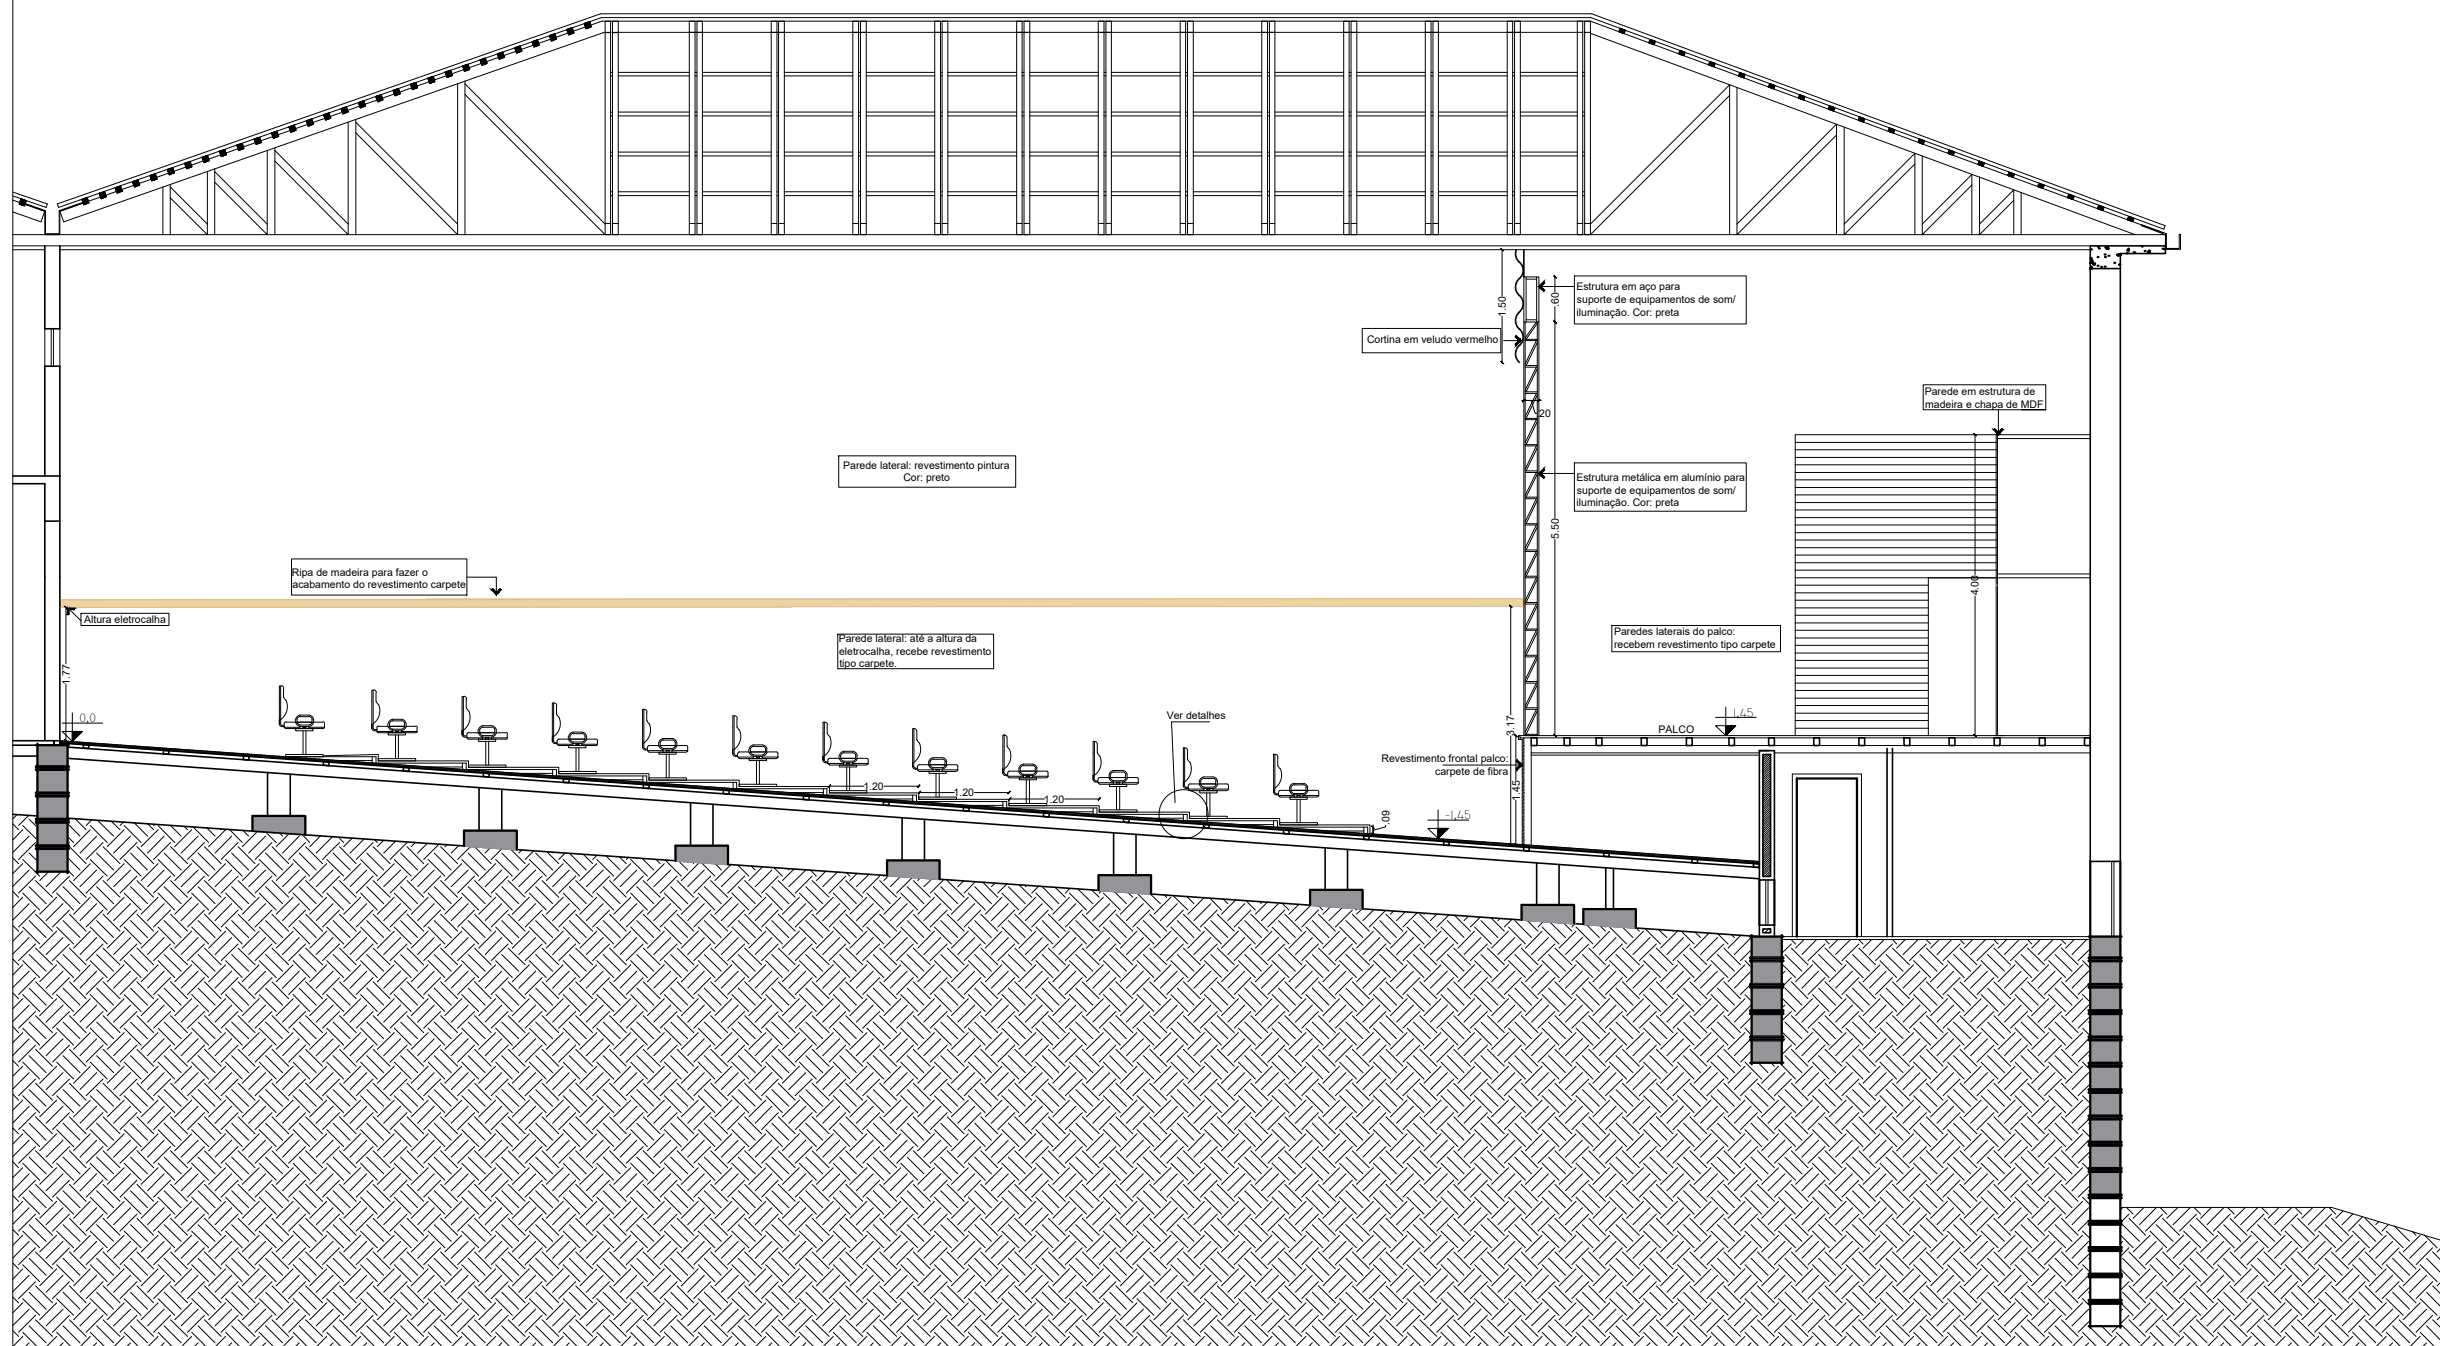 1.50
.60
Estrutura em aço para
suporte de equipamentos de som/
iluminação. Cor: preta
Cortina em veludo vermelho
20
Parede em estrutura de
madeira e chapa de MDF
Parede lateral: revestimento pintura
Cor: preto
Estrutura metálica em alumínio para
suporte de equipamentos de som/
iluminação. Cor: preta
5.50
Ripa de madeira para fazer o
acabamento do revestimento carpete
4.00
Altura eletrocalha
Parede lateral: até a altura da
eletrocalha, recebe revestimento
tipo carpete.
Paredes laterais do palco:
recebem revestimento tipo carpete
1.77
0,0
Ver detalhes
3.17
PALCO
1,45
Revestimento frontal palco:
carpete de fibra
1.20
1.20
1.20
1.45
.09
-1,45